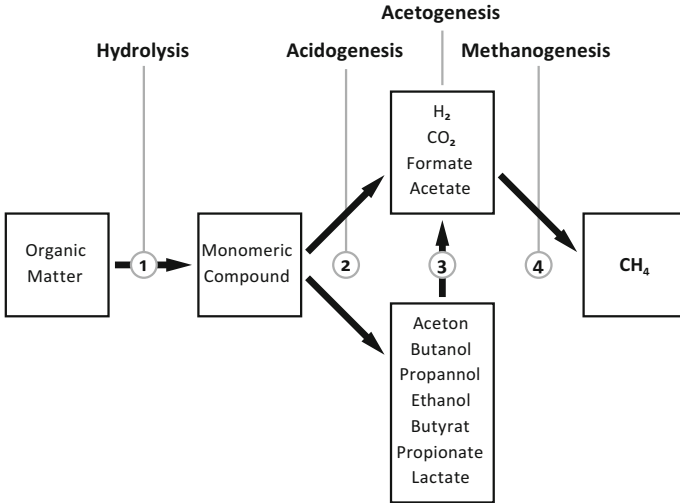 Acetogenesis
Hydrolysis
Acidogenesis
Methanogenesis
H₂
CO₂
Formate
Acetate
Organic
Matter
1
Monomeric
Compound
2
3
4
CH₄
Aceton
Butanol
Propannol
Ethanol
Butyrat
Propionate
Lactate